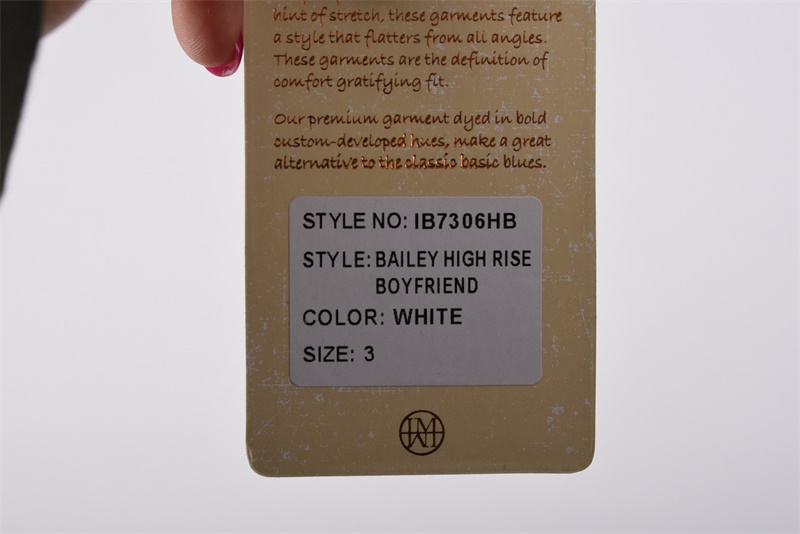 hint of stretch, these garments feature
a style that flatters from all angles.
These garments are the definition of
comfort gratifying fit.
Our premium garment dyed in bold
custom-developed hues, make a great
alternative to the classic basic blues.
STYLE NO: IB7306HB
STYLE: BAILEY HIGH RISE
BOYFRIEND
COLOR: WHITE
SIZE: 3